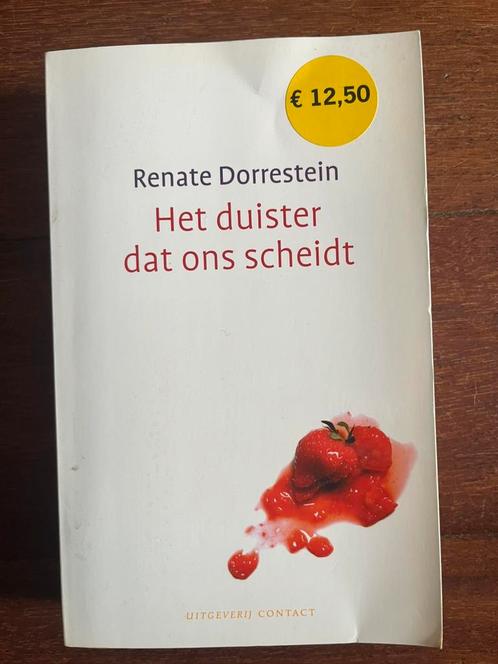 € 12,50
Renate Dorrestein
Het duister
dat ons scheidt
UITGEVERIJ CONTACT